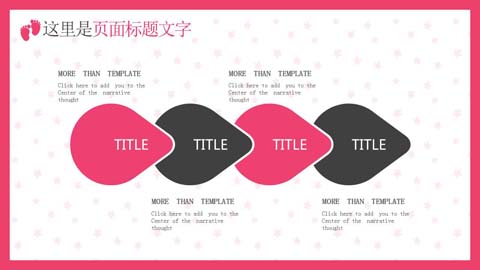 这里是页面标题文字
MORE THAN TEMPLATE
Click here to add you to the
Center of the narrative
thought
MORE THAN TEMPLATE
Click here to add you to the
Center of the narrative
thought
TITLE
TITLE
TITLE
TITLE
MORE THAN TEMPLATE
Click here to add you to the
Center of the narrative
thought
MORE THAN TEMPLATE
Click here to add you to the
Center of the narrative
thought